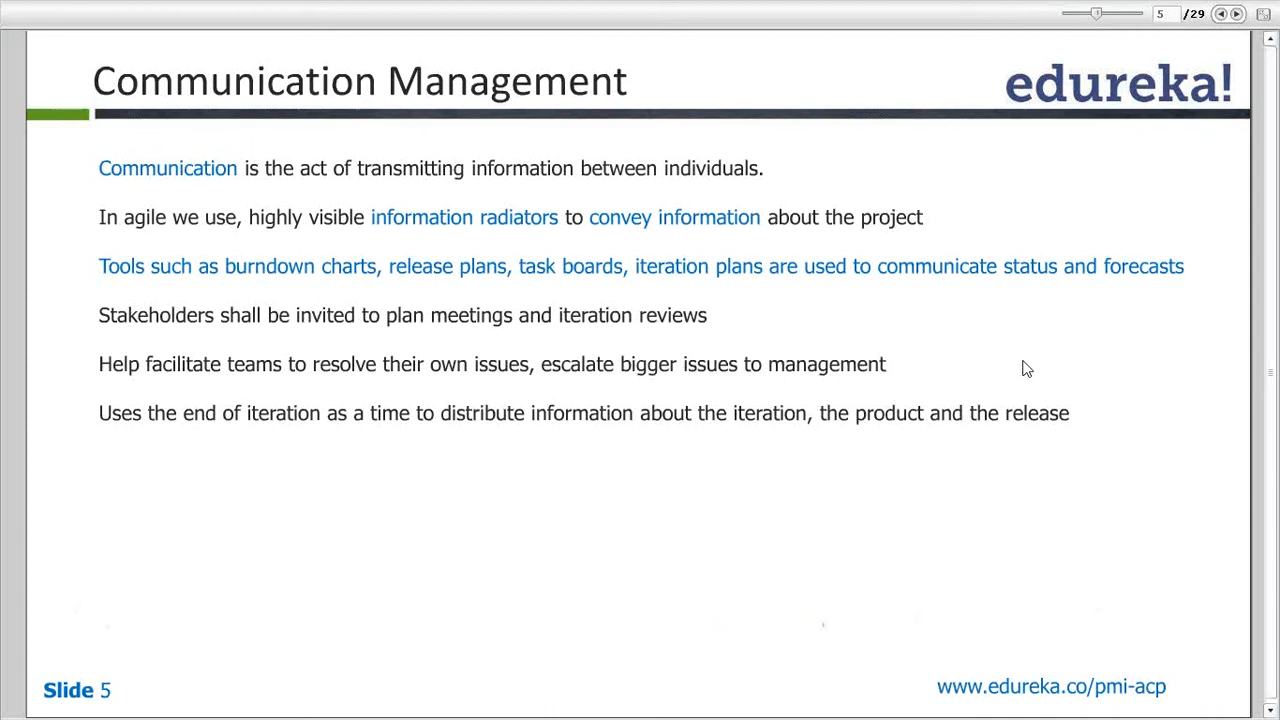 5 /29
Communication Management
edureka!
Communication is the act of transmitting information between individuals.
In agile we use, highly visible information radiators to convey information about the project
Tools such as burndown charts, release plans, task boards, iteration plans are used to communicate status and forecasts
Stakeholders shall be invited to plan meetings and iteration reviews
Help facilitate teams to resolve their own issues, escalate bigger issues to management
Uses the end of iteration as a time to distribute information about the iteration, the product and the release
Slide 5
www.edureka.co/pmi-acp